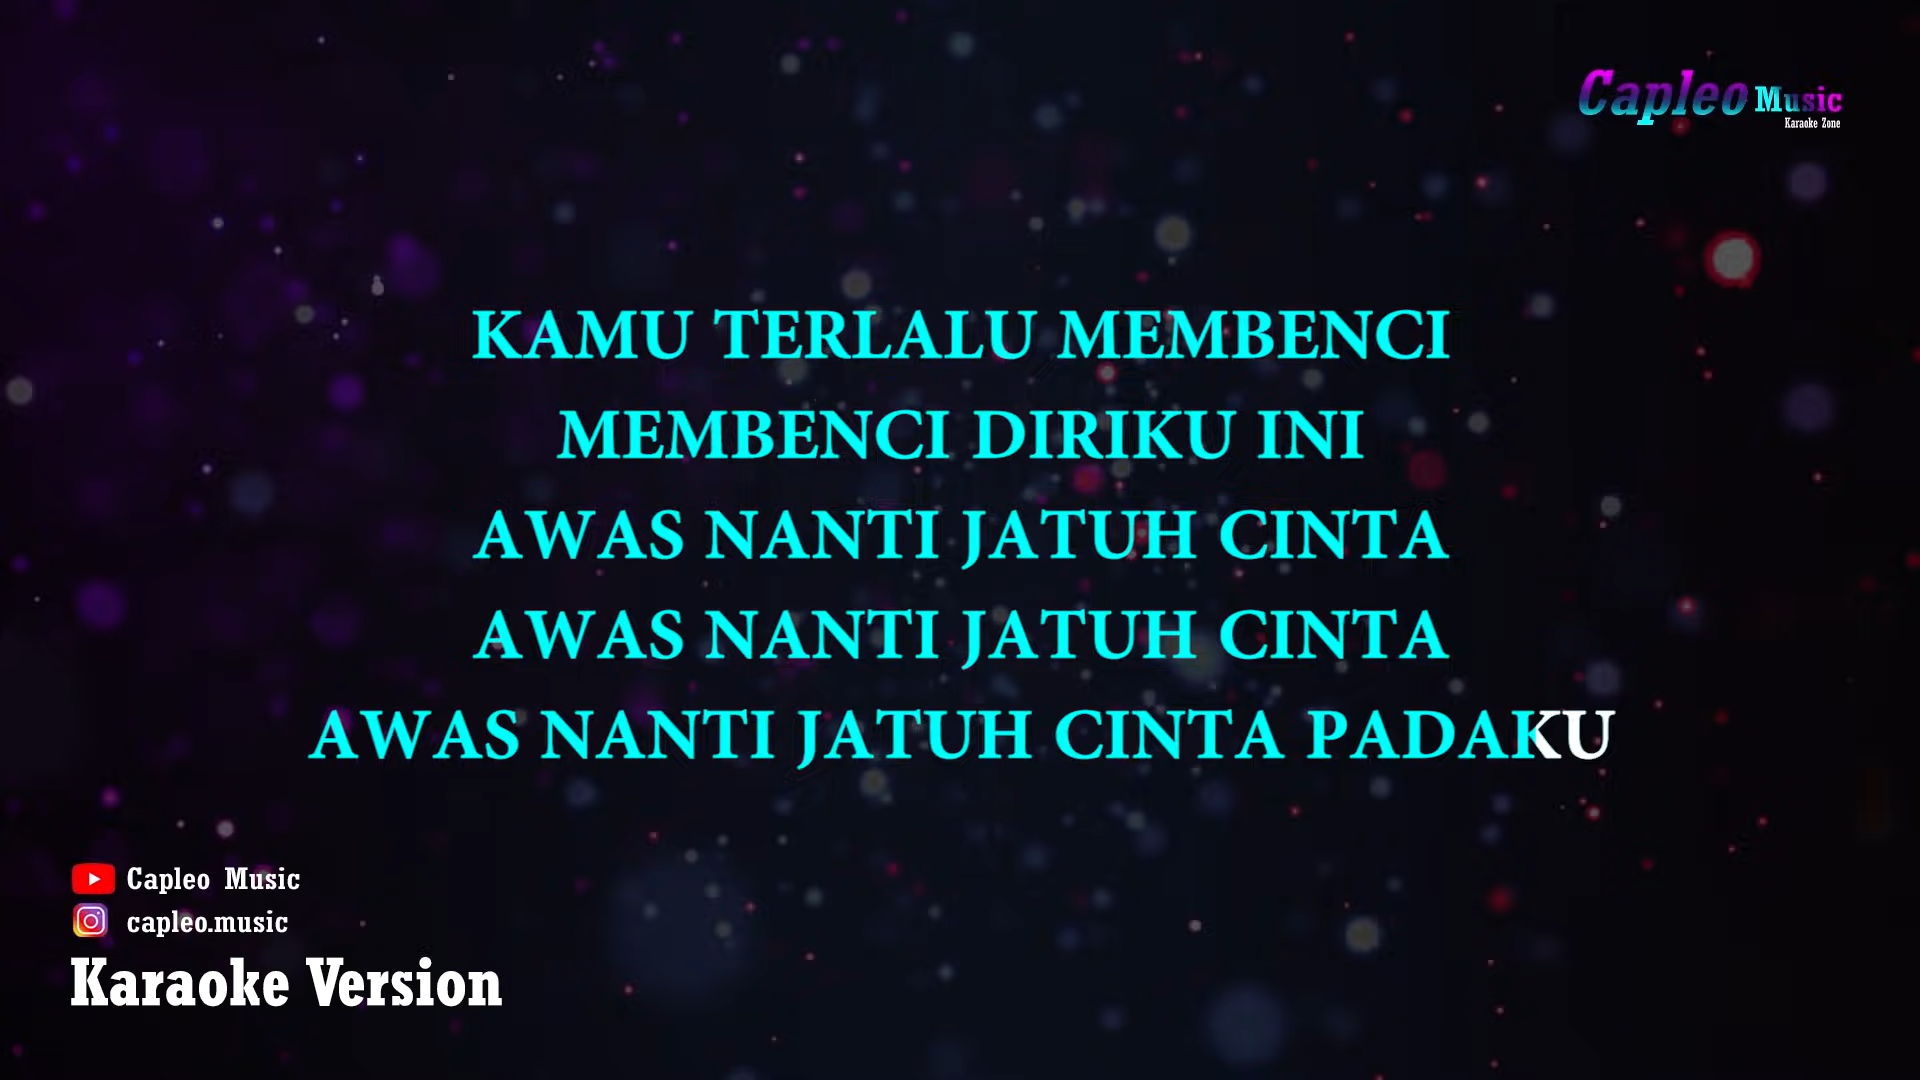 Capleo Music
Karaoke Zone
KAMU TERLALU MEMBENCI
MEMBENCI DIRIKU INI
AWAS NANTI JATUH CINTA
AWAS NANTI JATUH CINTA
AWAS NANTI JATUH CINTA PADAKU
Capleo Music
capleo.music
Karaoke Version